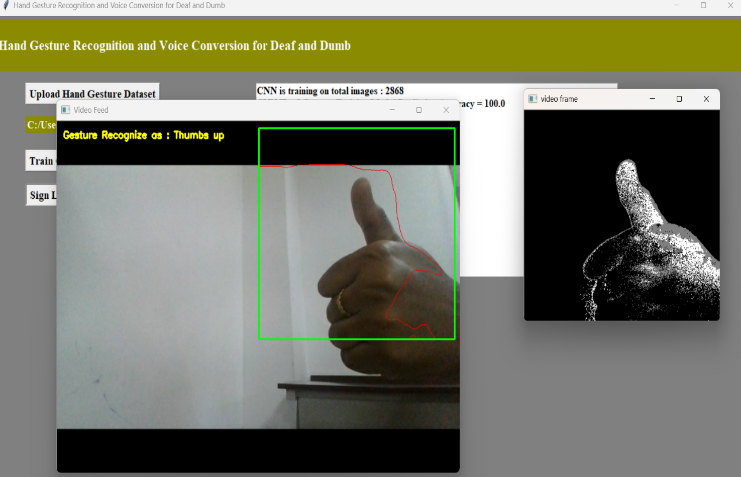 Hand Gesture Recognition and Voice Conversion for Deaf and Dumb
Hand Gesture Recognition and Voice Conversion for Deaf and Dumb
Upload Hand Gesture Dataset
CNN is training on total images : 2868
acy = 100.0
C:/Use
Train
Sign L
Video Feed
Gesture Recognize as : Thumbs up
video frame